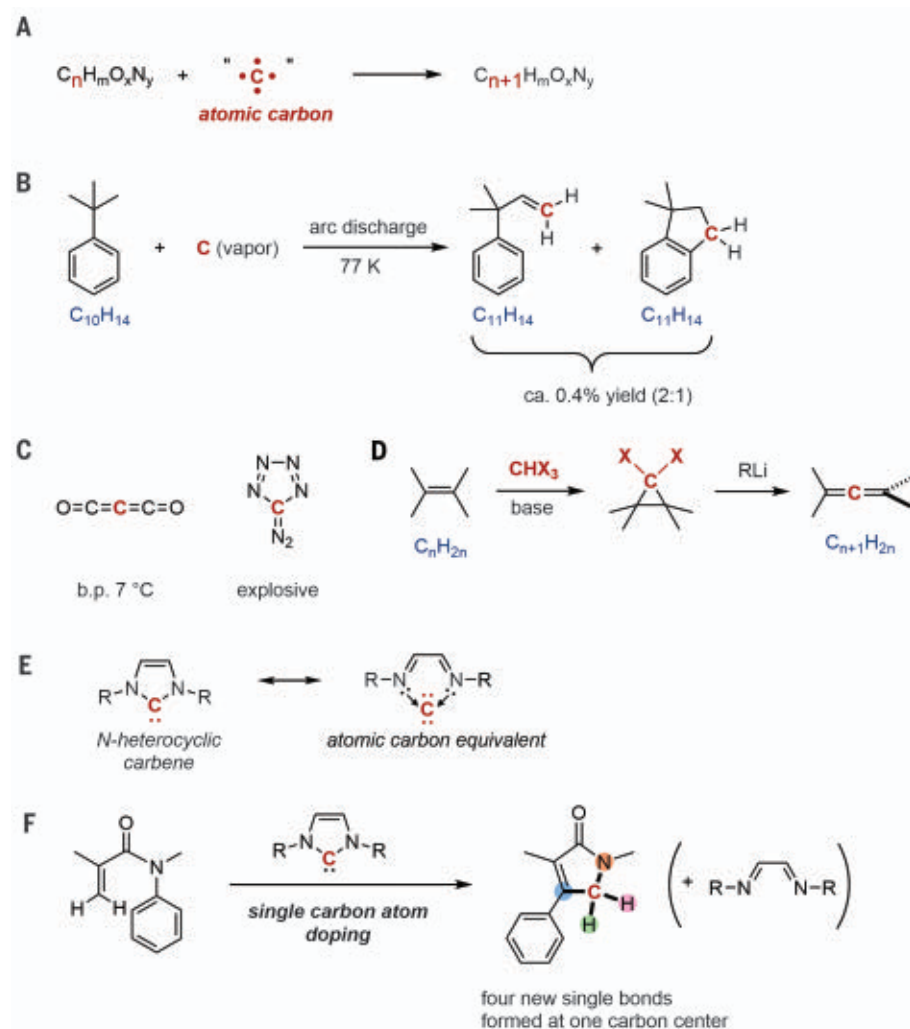 A
CnHmOxNy + " C " Cn+1HmOxNy
atomic carbon
B
+ C (vapor) arc discharge +
77 K
C H H
C H H
C10H14 C11H14 C11H14
ca. 0.4% yield (2:1)
C
O=C=C=C=O
b.p. 7 °C
N N N N C N2
explosive
D
CHX3
base
X X C
RLi
C
CnH2n Cn+1H2n
E
R-N C N-R
N-heterocyclic
carbene
R-N C N-R
atomic carbon equivalent
F
O N H H
R-N C N-R
single carbon atom
doping
O N C H H
( + R-N N-R )
four new single bonds
formed at one carbon center